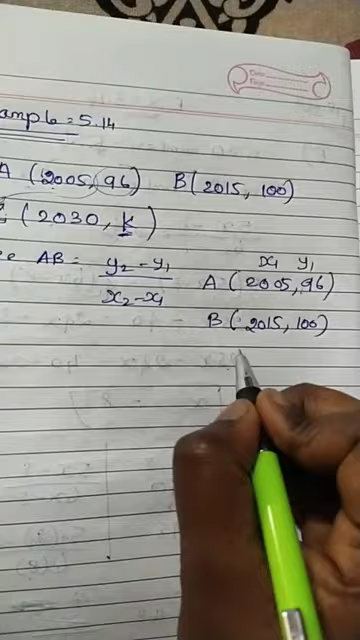 ample = 5.14
A (2005, 96) B (2015, 100)
(2030, k)
AB = y₂ - y₁ / x₂ - x₁
x₁ y₁
A (2005, 96)
B (2015, 100)